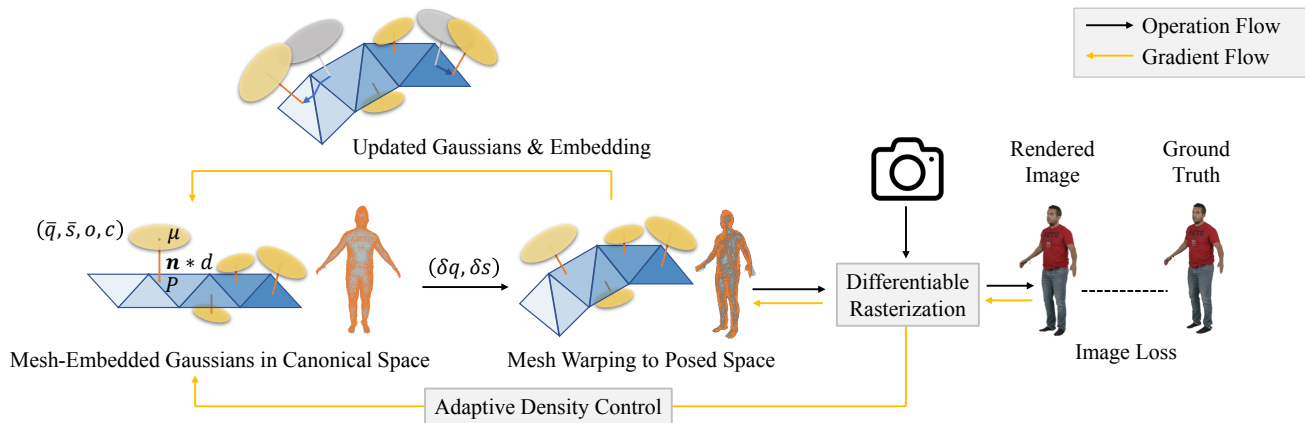 Operation Flow
Gradient Flow
Updated Gaussians & Embedding
Rendered
Image
Ground
Truth
(q̄, s̄, o, c)
μ
n * d
P
(δq, δs)
Differentiable
Rasterization
Mesh-Embedded Gaussians in Canonical Space
Mesh Warping to Posed Space
Image Loss
Adaptive Density Control